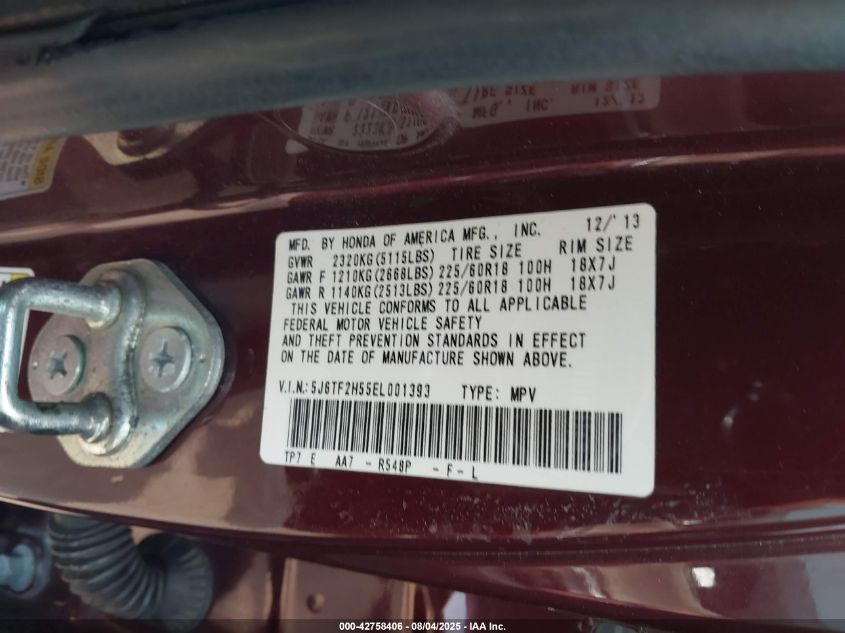 MFD. BY HONDA OF AMERICA MFG., INC. 12/'13
GVWR 2320KG(5115LBS) TIRE SIZE RIM SIZE
GAWR F 1210KG(2668LBS) 225/60R18 100H 18X7J
GAWR R 1140KG(2513LBS) 225/60R18 100H 18X7J
THIS VEHICLE CONFORMS TO ALL APPLICABLE
FEDERAL MOTOR VEHICLE SAFETY
AND THEFT PREVENTION STANDARDS IN EFFECT
ON THE DATE OF MANUFACTURE SHOWN ABOVE.
V.I.N.: 5J6TF2H55EL001393 TYPE: MPV
TP7 E AA7 - R548P - F - L
000-42758406 - 08/04/2025 - IAA Inc.